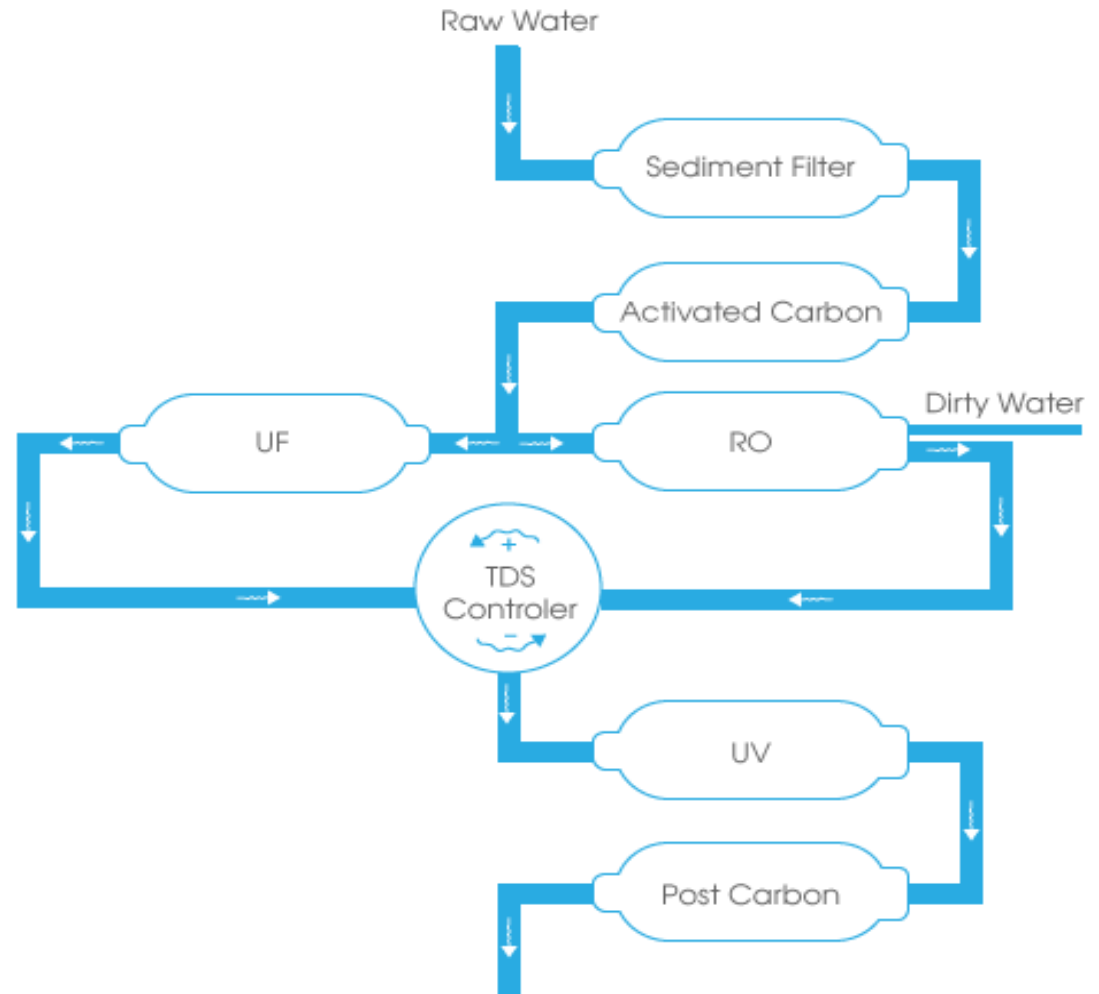 Raw Water
Sediment Filter
Activated Carbon
Dirty Water
UF
RO
+
TDS
Controler
-
UV
Post Carbon